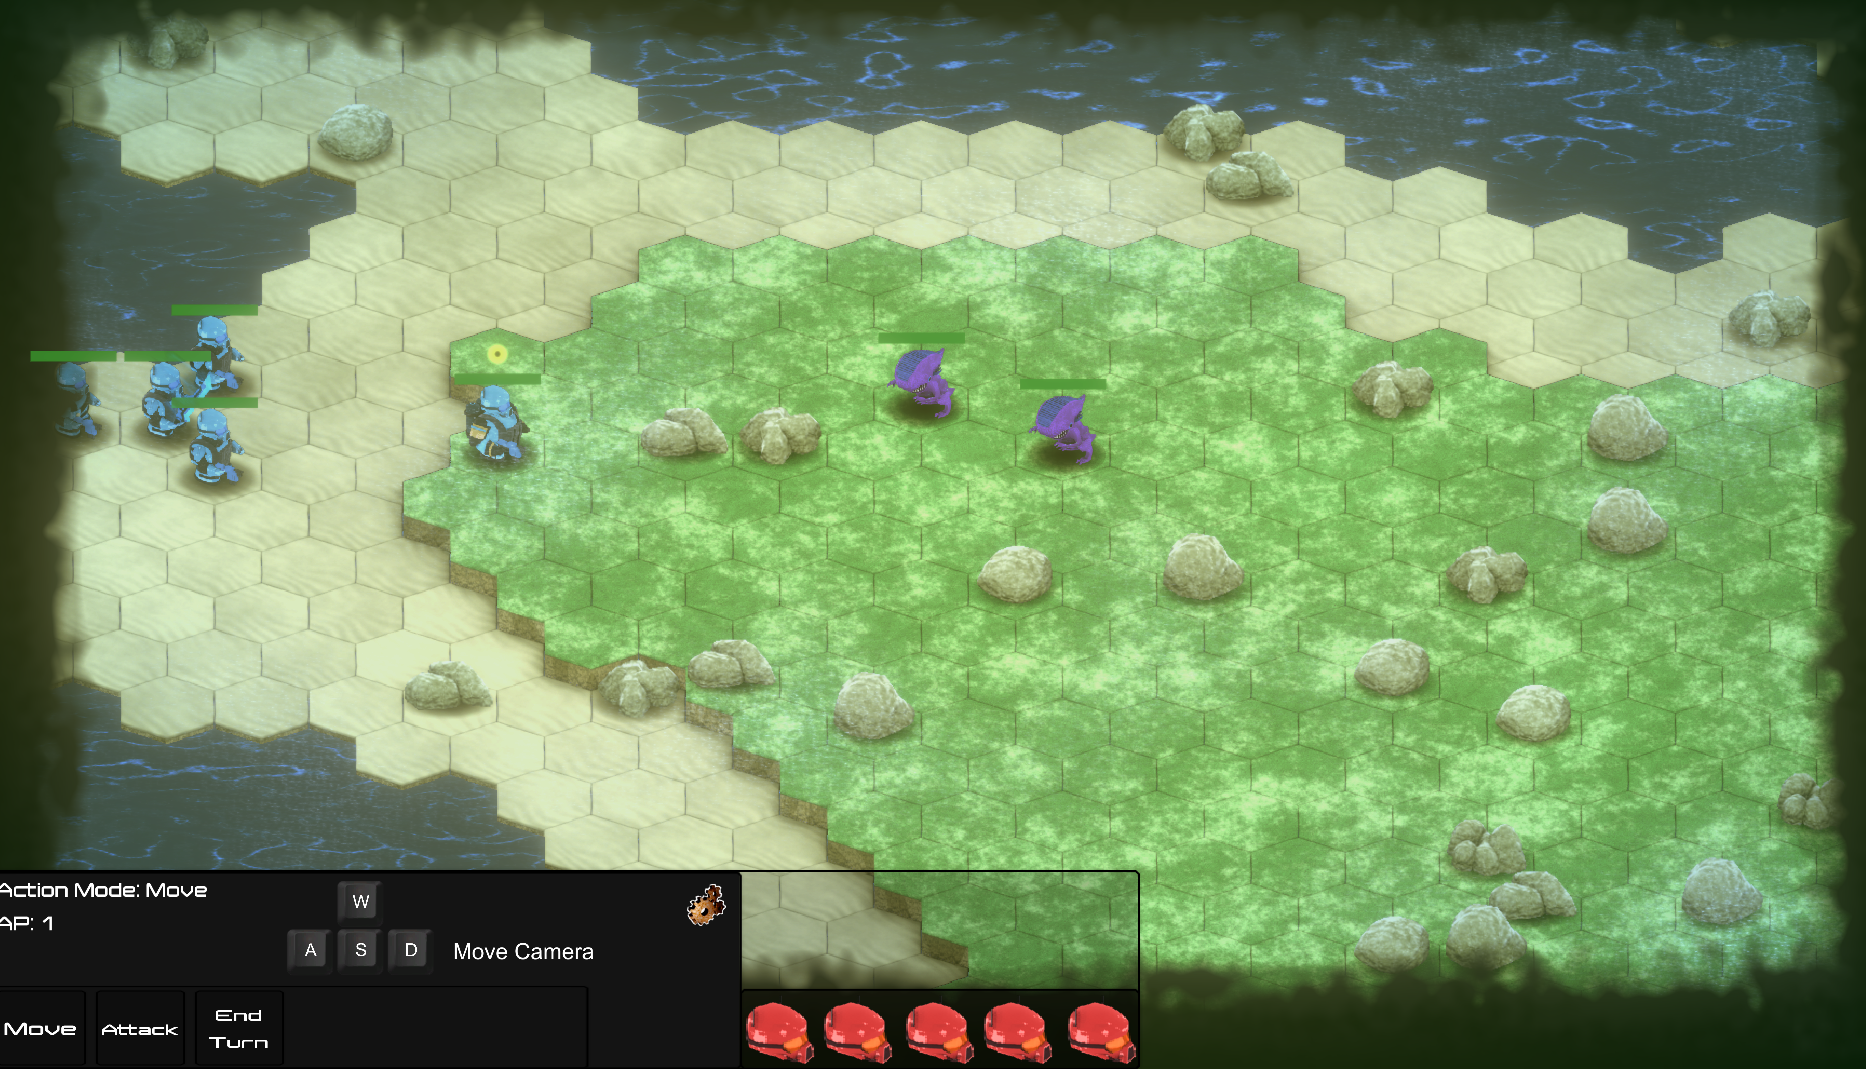 Action Mode: Move
AP: 1
W
A S D Move Camera
Move
Attack
End
Turn